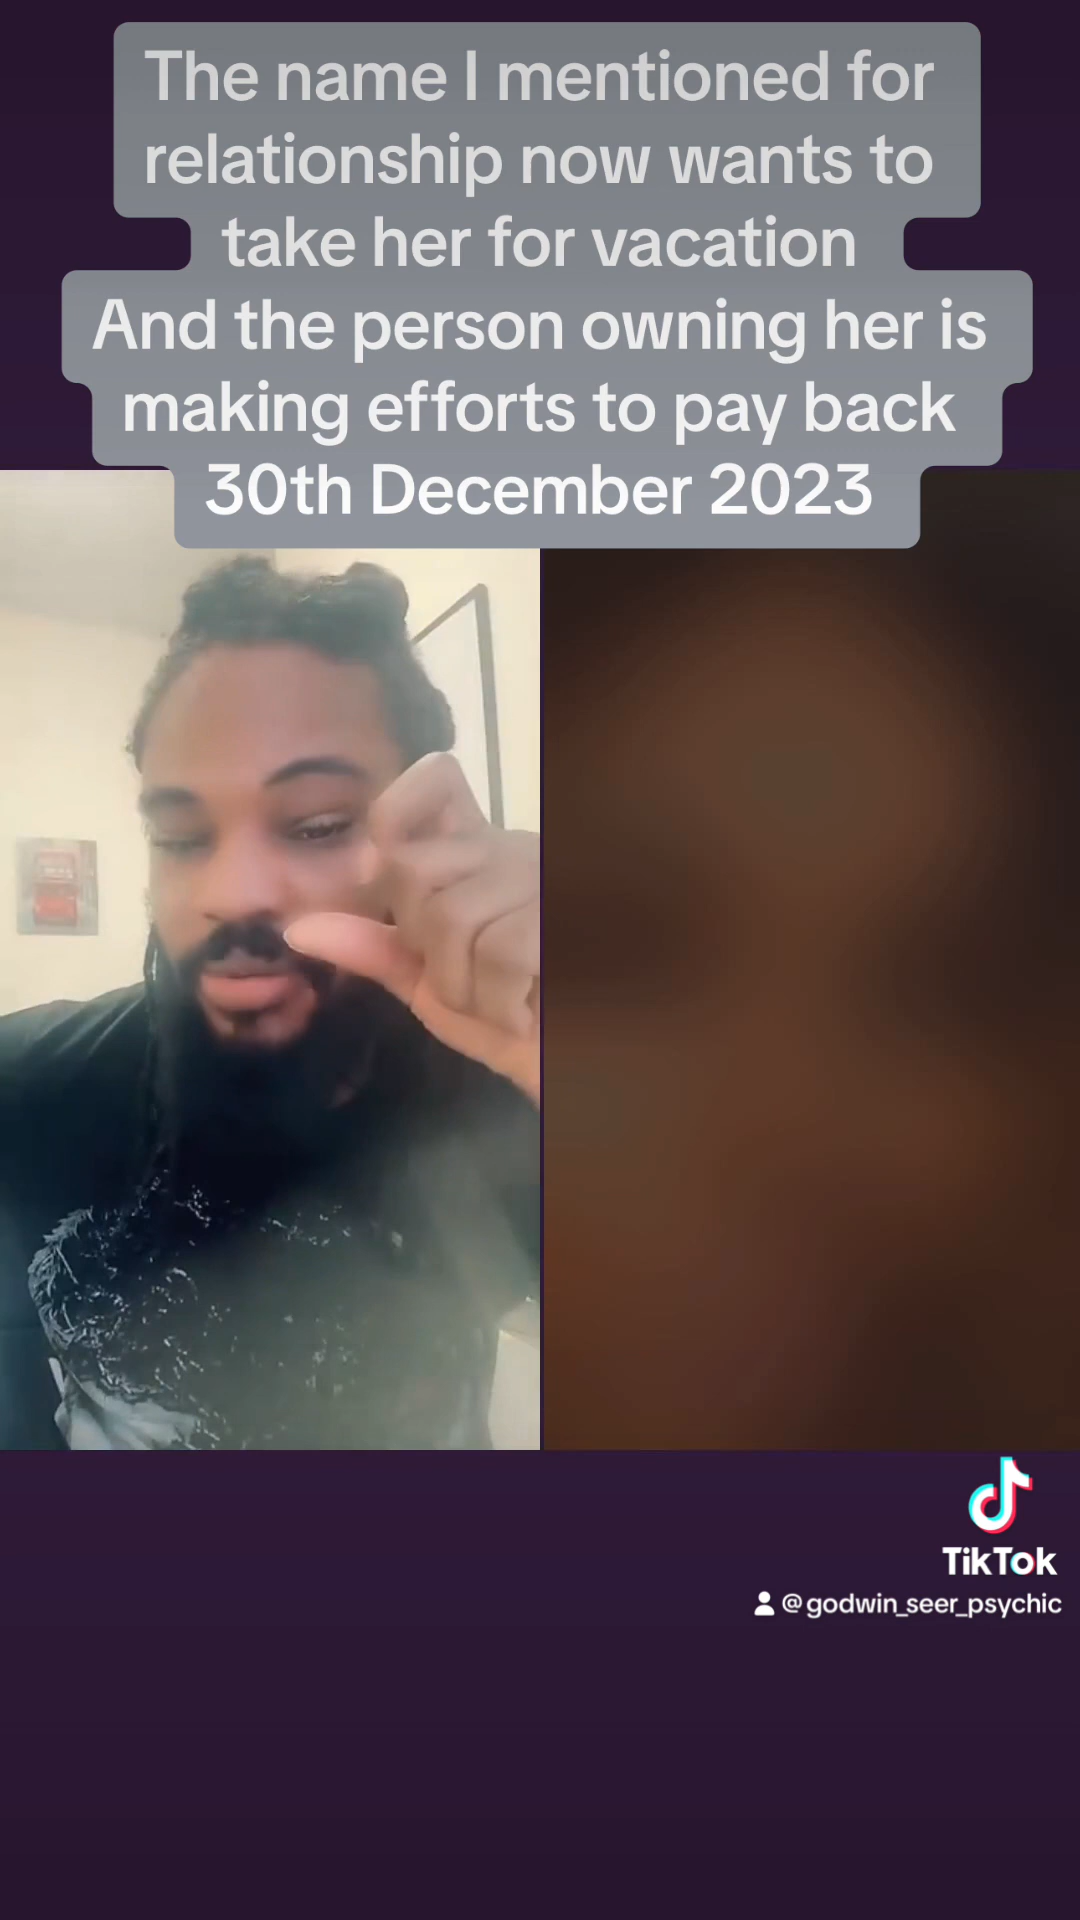 The name I mentioned for
relationship now wants to
take her for vacation
And the person owning her is
making efforts to pay back
30th December 2023
TikTok
@godwin_seer_psychic